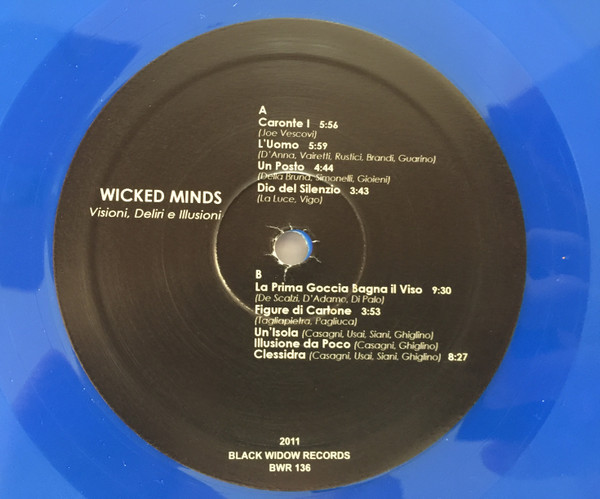 A
Caronte I 5:56
(Joe Vescovi)
L'Uomo 5:59
(D'Anna, Vairetti, Rustici, Brandi, Guarino)
Un Posto 4:44
(Della Bruna, Simonelli, Gioieni)
Dio del Silenzio 3:43
(La Luce, Vigo)
WICKED MINDS
Visioni, Deliri e Illusioni
B
La Prima Goccia Bagna il Viso 9:30
(De Scalzi, D'Adamo, Di Palo)
Figure di Cartone 3:53
(Tagliapietra, Pagliuca)
Un'Isola (Casagni, Usai, Siani, Ghiglino)
Illusione da Poco (Casagni, Ghiglino)
Clessidra (Casagni, Usai, Siani, Ghiglino) 8:27
2011
BLACK WIDOW RECORDS
BWR 136